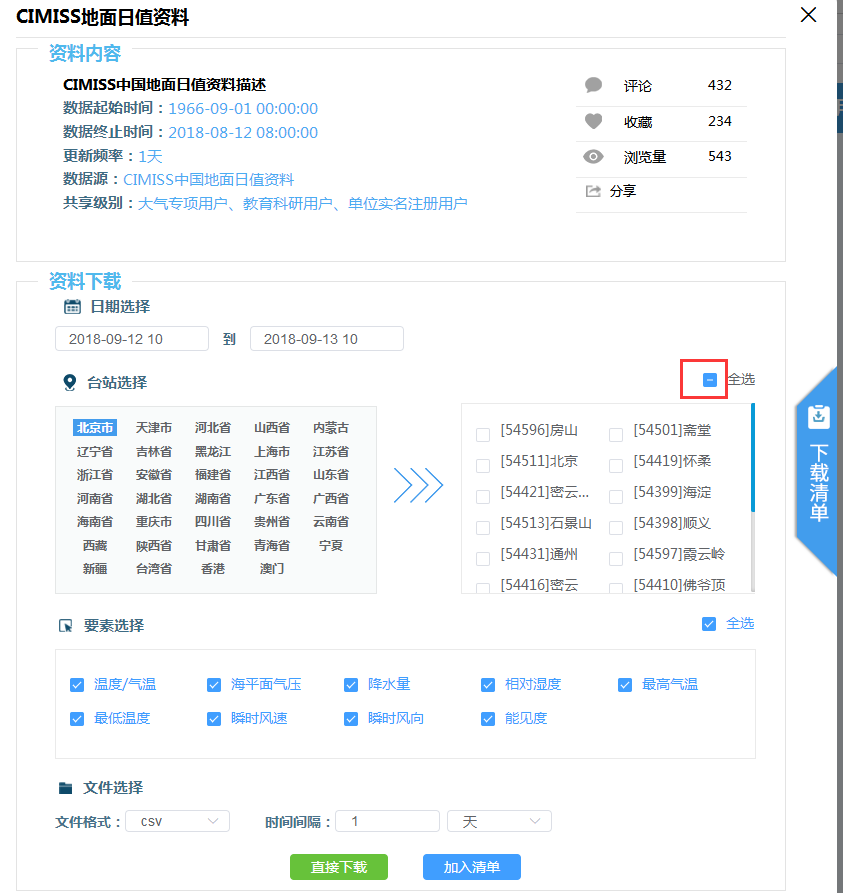 CIMISS地面日值资料
资料内容
CIMISS中国地面日值资料描述
数据起始时间：1966-09-01 00:00:00
数据终止时间：2018-08-12 08:00:00
更新频率：1天
数据源：CIMISS中国地面日值资料
共享级别：大气专项用户、教育科研用户、单位实名注册用户
评论 432
收藏 234
浏览量 543
分享
资料下载
日期选择
2018-09-12 10 到 2018-09-13 10
台站选择
全选
北京市 天津市 河北省 山西省 内蒙古
辽宁省 吉林省 黑龙江 上海市 江苏省
浙江省 安徽省 福建省 江西省 山东省
河南省 湖北省 湖南省 广东省 广西省
海南省 重庆市 四川省 贵州省 云南省
西藏 陕西省 甘肃省 青海省 宁夏
新疆 台湾省 香港 澳门
[54596]房山 [54501]斋堂
[54511]北京 [54419]怀柔
[54421]密云... [54399]海淀
[54513]石景山 [54398]顺义
[54431]通州 [54597]霞云岭
[54416]密云 [54410]佛爷顶
下载清单
要素选择
全选
温度/气温 海平面气压 降水量 相对湿度 最高气温
最低温度 瞬时风速 瞬时风向 能见度
文件选择
文件格式： csv 时间间隔： 1 天
直接下载 加入清单